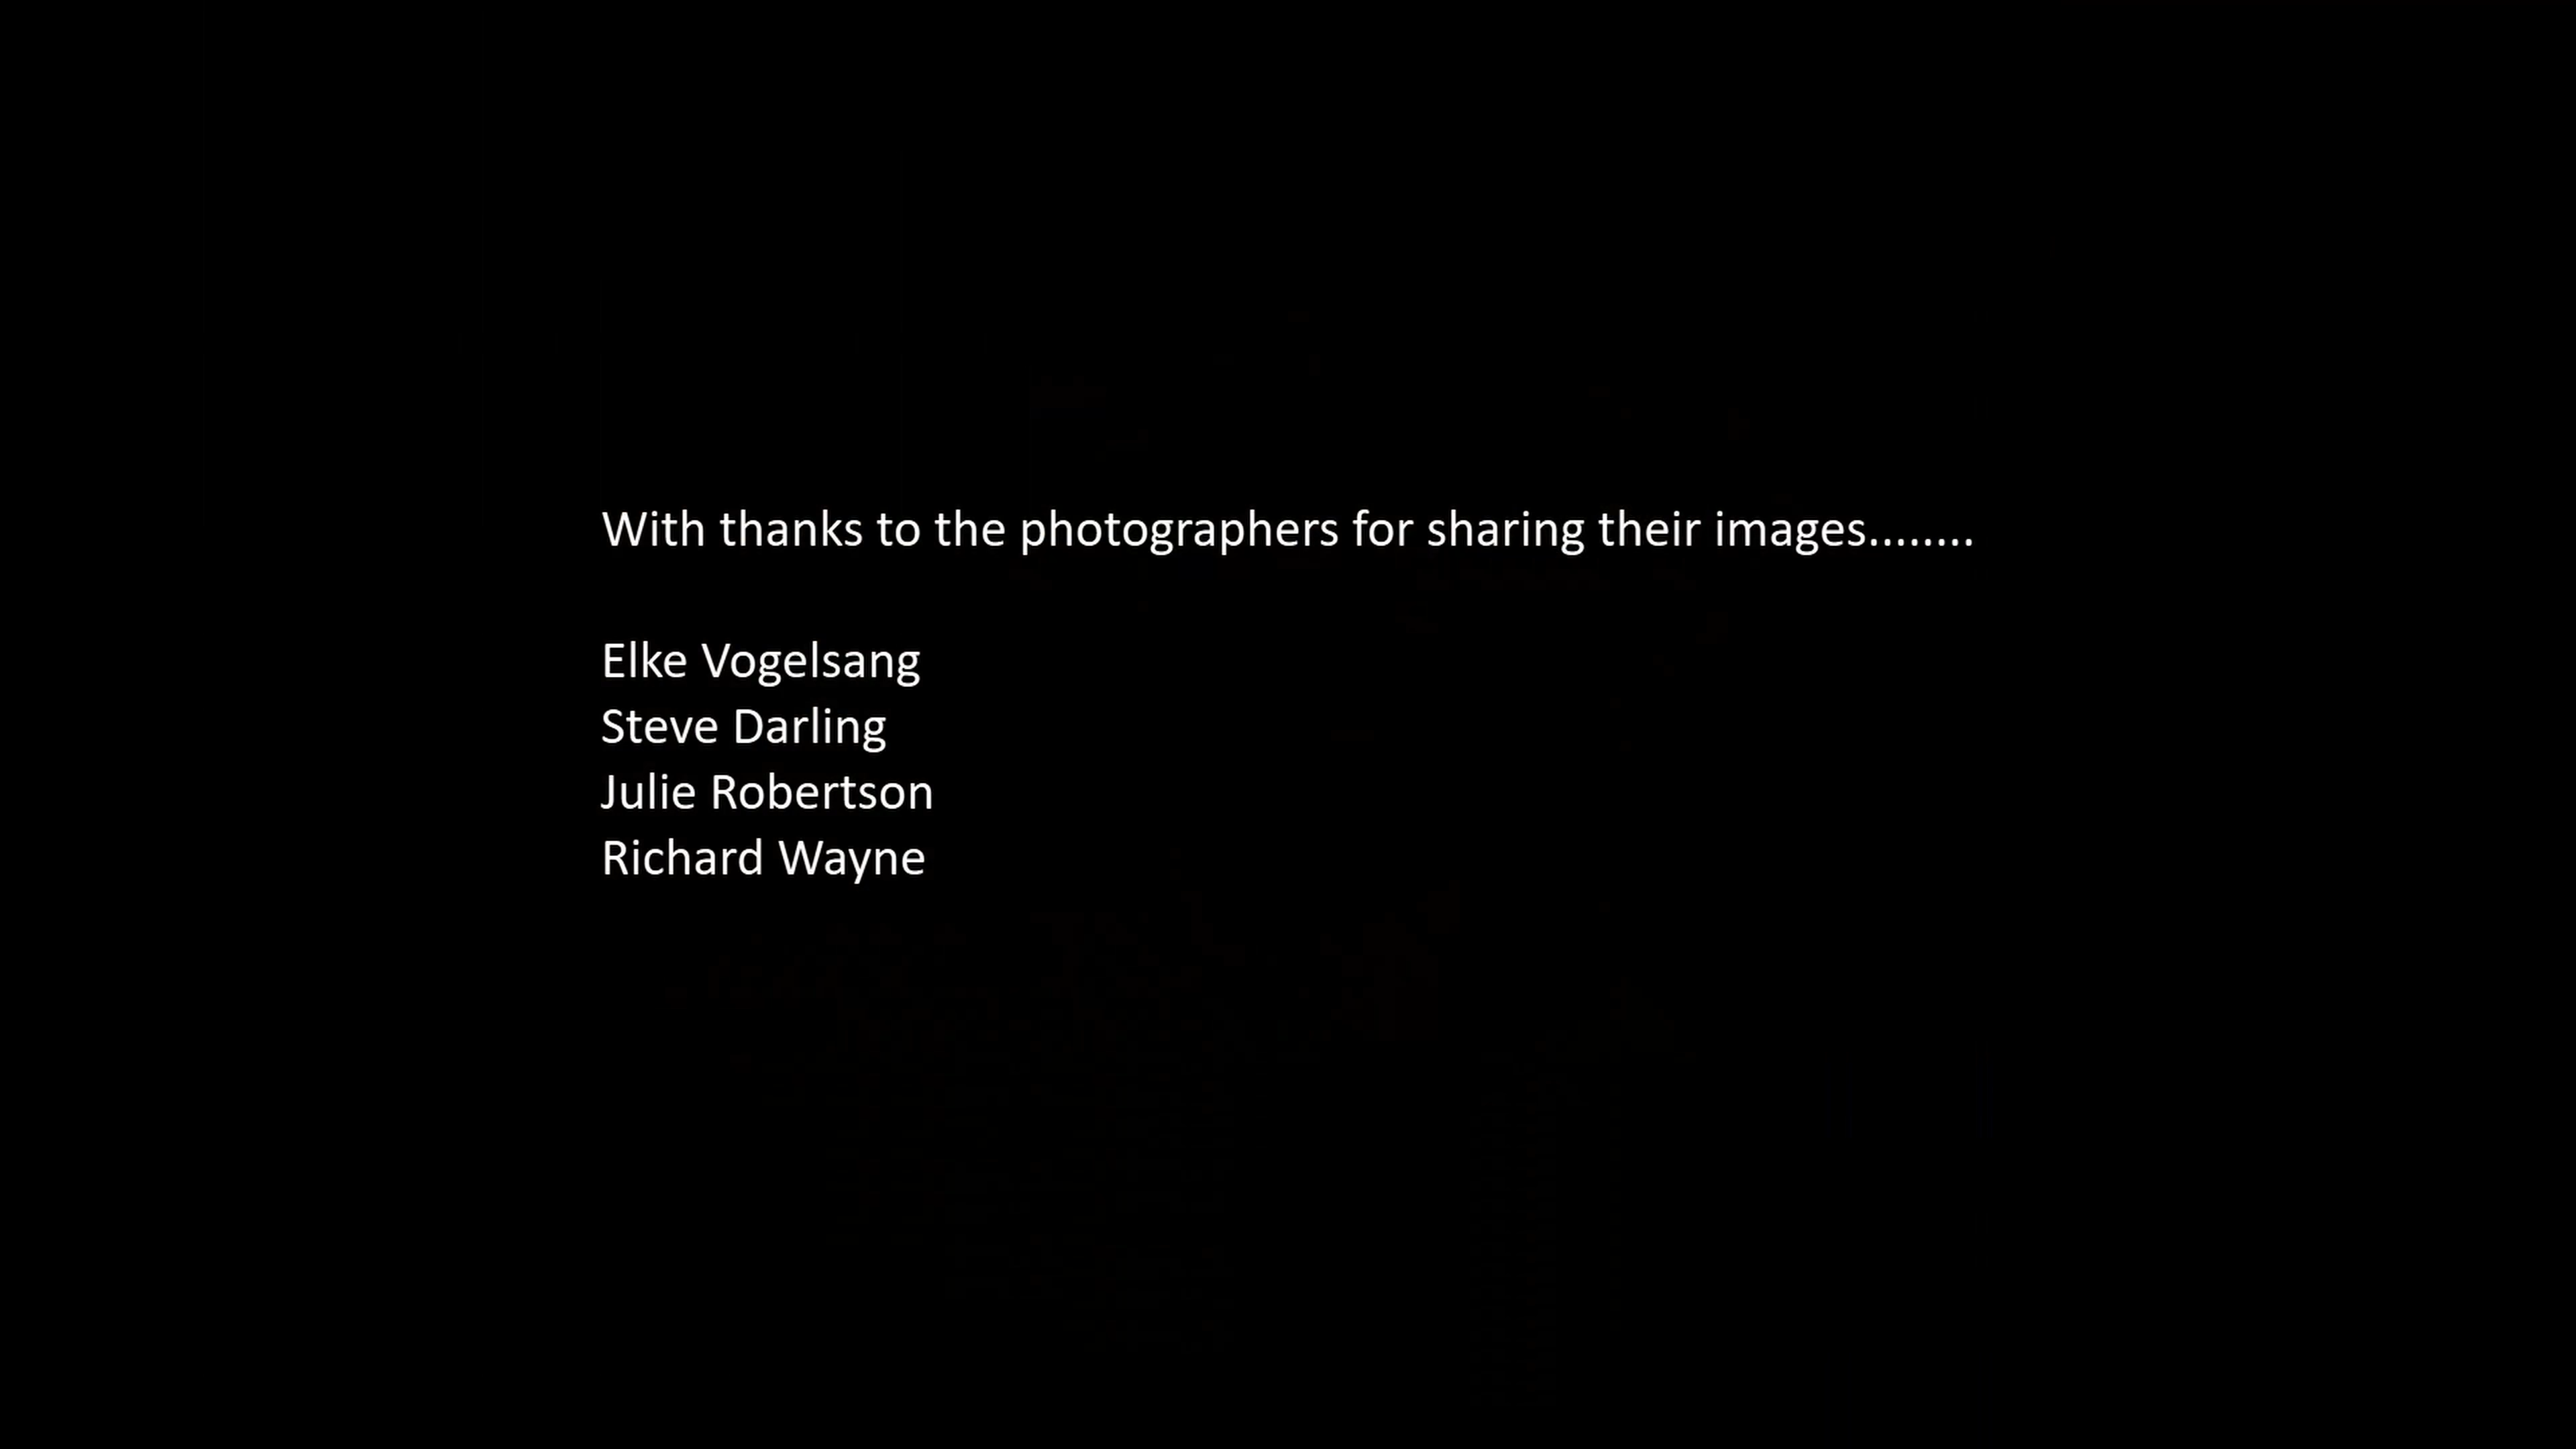 With thanks to the photographers for sharing their images........
Elke Vogelsang
Steve Darling
Julie Robertson
Richard Wayne